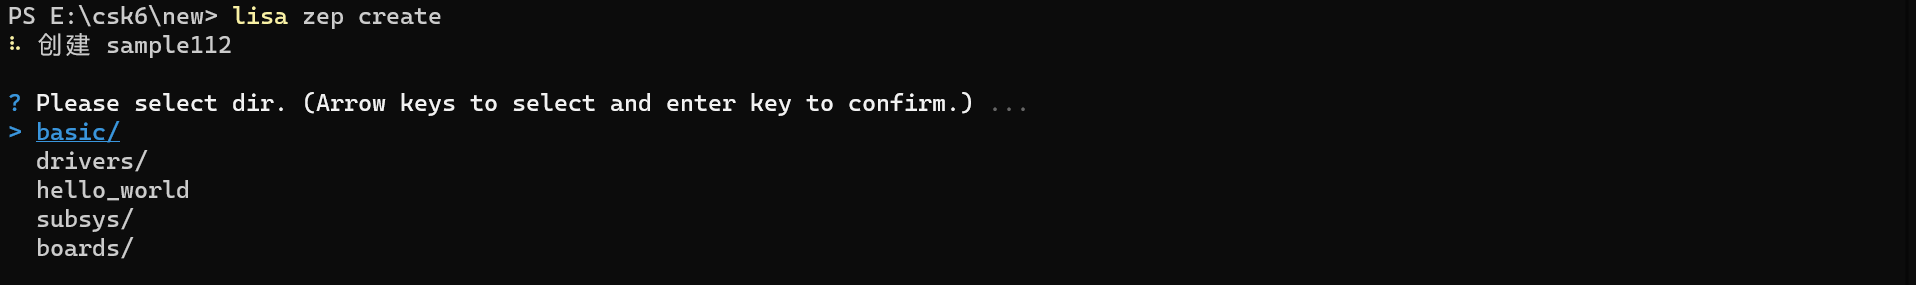 PS E:\csk6\new> lisa zep create
⠧ 创建 sample112
? Please select dir. (Arrow keys to select and enter key to confirm.) ...
> basic/
drivers/
hello_world
subsys/
boards/